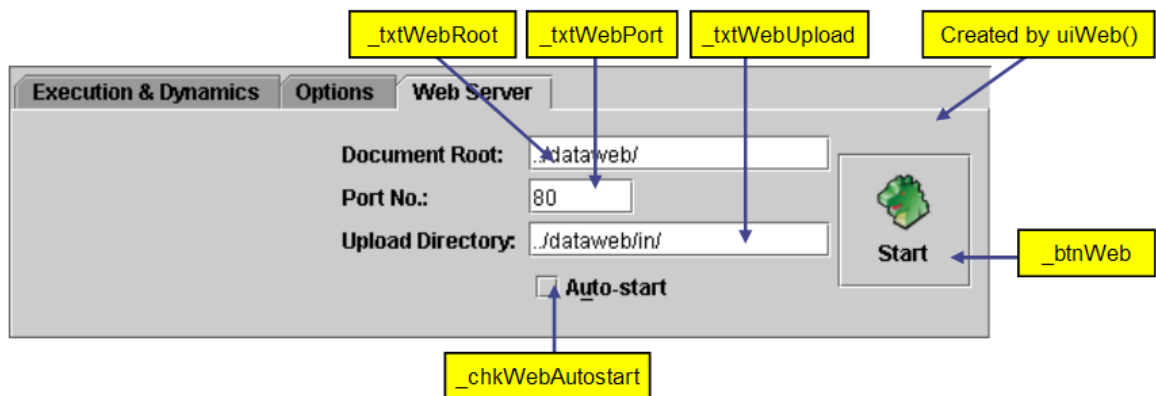 _txtWebRoot _txtWebPort _txtWebUpload Created by uiWeb()
Execution & Dynamics Options Web Server
Document Root: ../dataweb/
Port No.: 80
Upload Directory: ../dataweb/in/
Start
_btnWeb
Auto-start
_chkWebAutostart